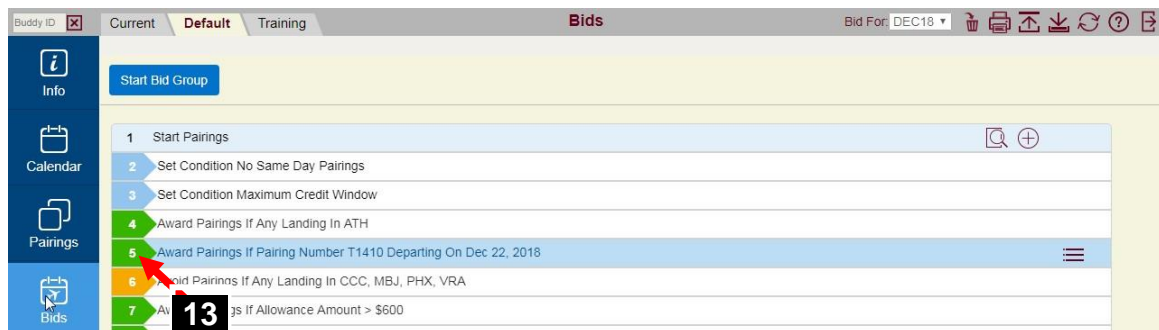 Buddy ID Current Default Training Bids Bid For: DEC18
Info
Start Bid Group
1 Start Pairings
Calendar
2 Set Condition No Same Day Pairings
3 Set Condition Maximum Credit Window
4 Award Pairings If Any Landing In ATH
Pairings
5 Award Pairings If Pairing Number T1410 Departing On Dec 22, 2018
6 Avoid Pairings If Any Landing In CCC, MBJ, PHX, VRA
Bids
7 If Allowance Amount > $600
13